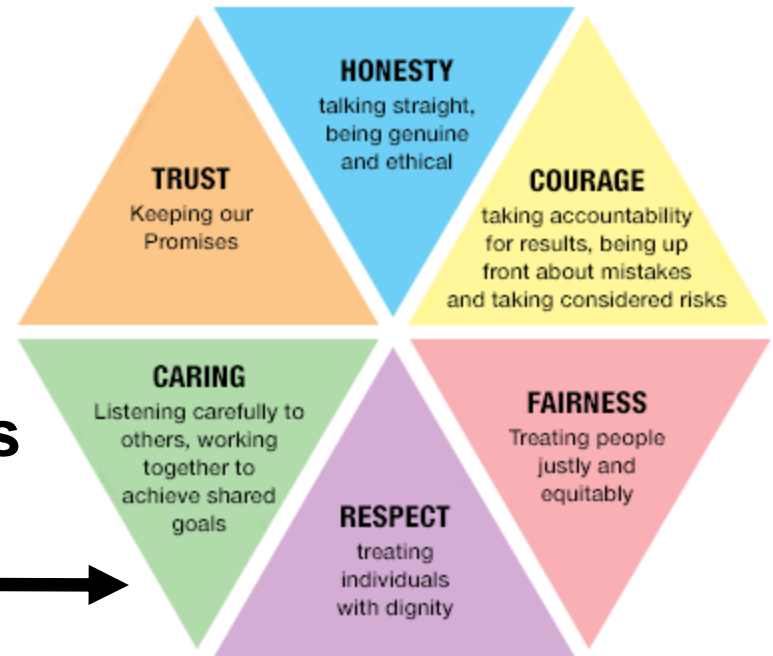 HONESTY
talking straight,
being genuine
and ethical
TRUST
Keeping our
Promises
COURAGE
taking accountability
for results, being up
front about mistakes
and taking considered risks
CARING
Listening carefully to
others, working
together to
achieve shared
goals
FAIRNESS
Treating people
justly and
equitably
RESPECT
treating
individuals
with dignity
s